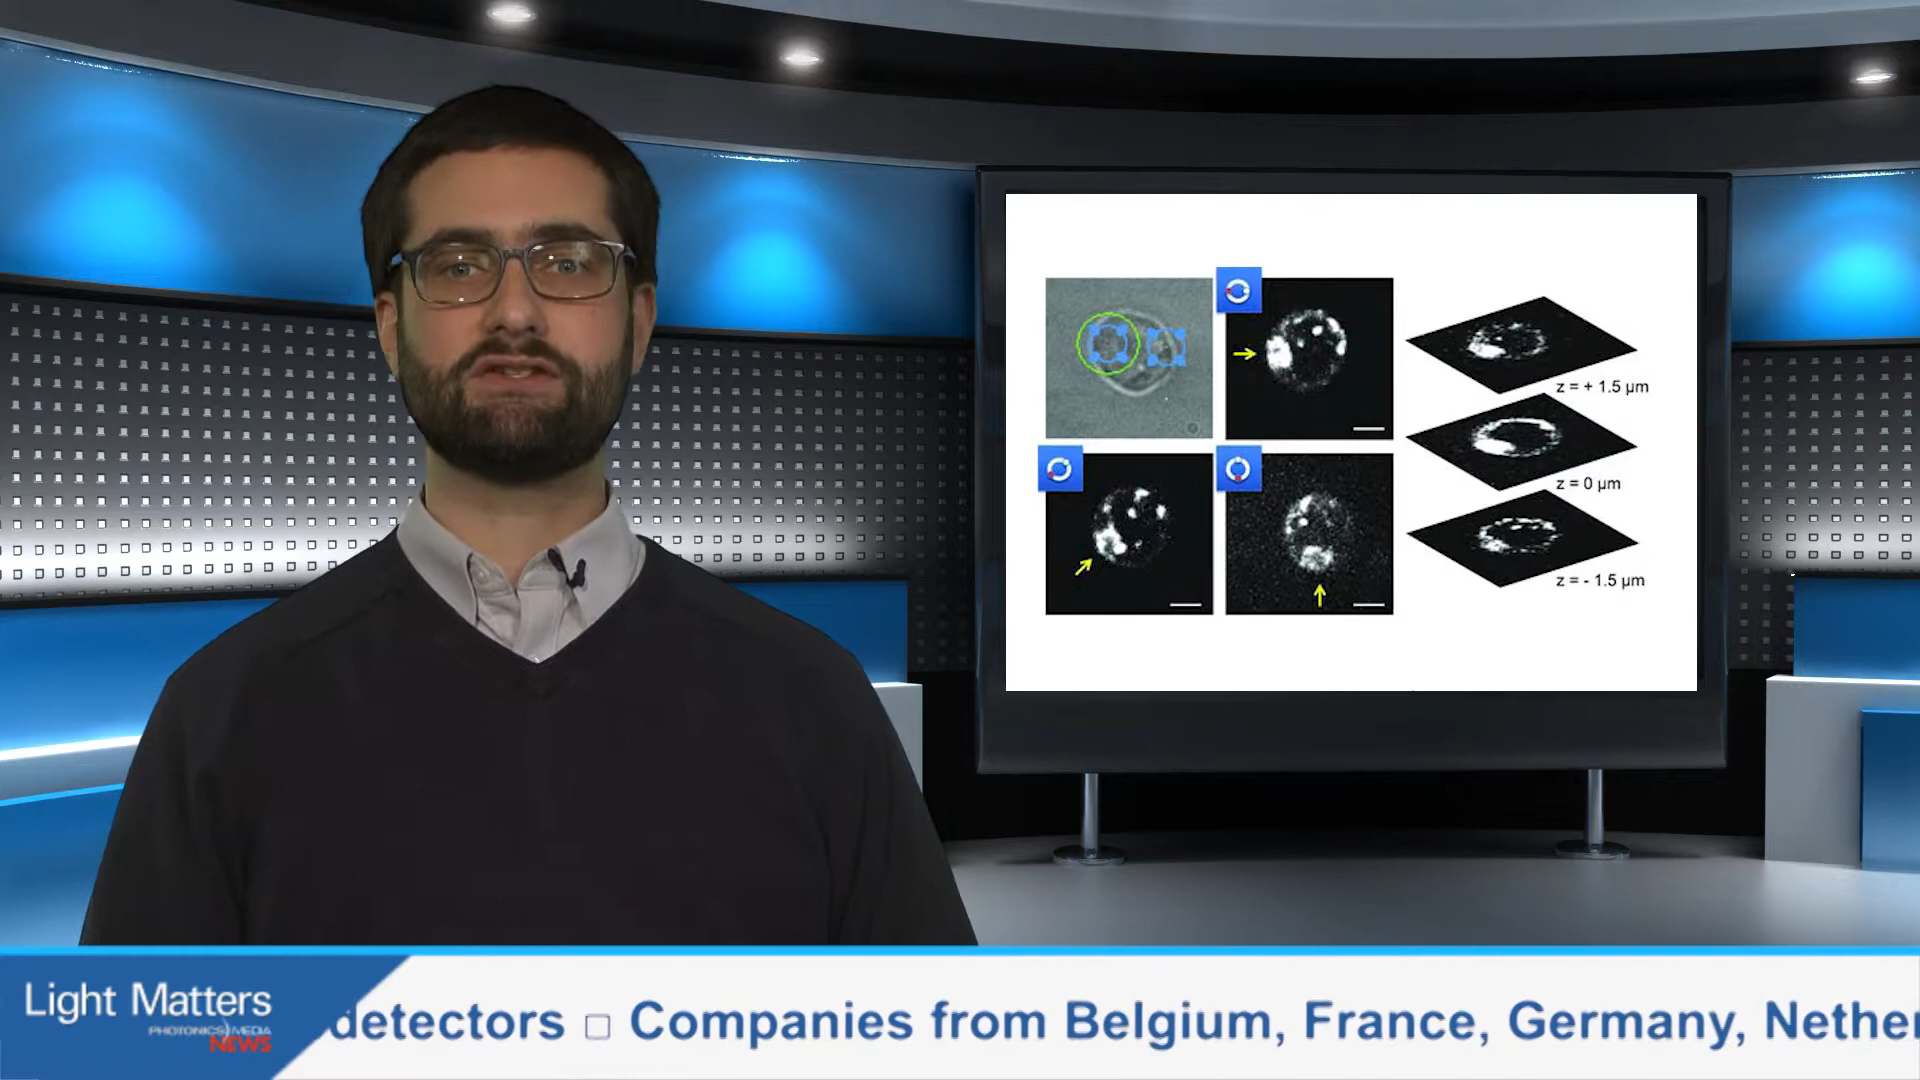 z = + 1.5 µm
z = 0 µm
z = - 1.5 µm
Light Matters
PHOTONICS MEDIA
NEWS
detectors □ Companies from Belgium, France, Germany, Nether